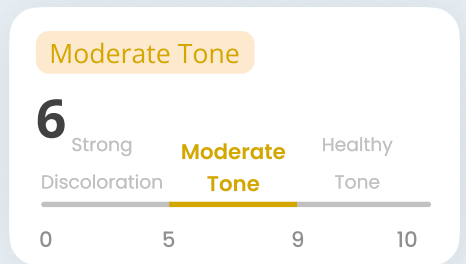 Moderate Tone
6
Strong Discoloration
Moderate Tone
Healthy Tone
0 5 9 10